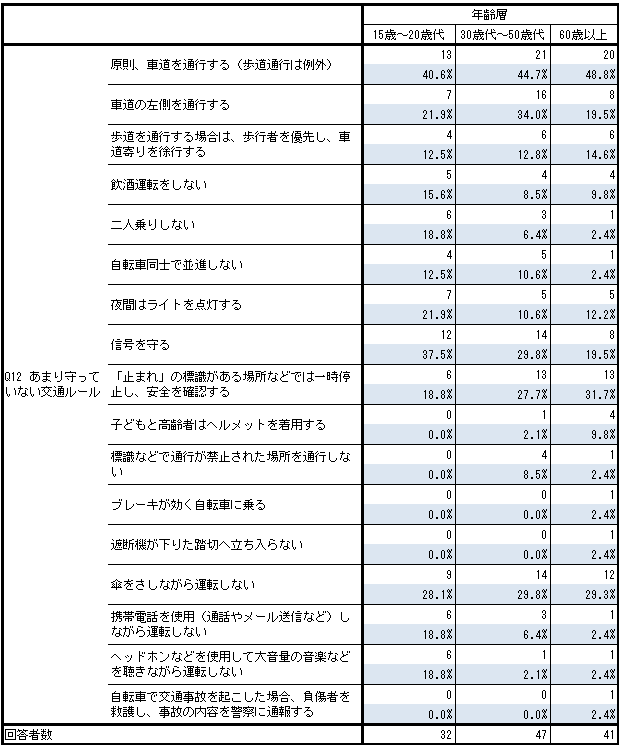 年齢層
15歳～20歳代 30歳代～50歳代 60歳以上
Q12 あまり守って
いない交通ルール
原則、車道を通行する（歩道通行は例外） 13 21 20
40.6% 44.7% 48.8%
車道の左側を通行する 7 16 8
21.9% 34.0% 19.5%
歩道を通行する場合は、歩行者を優先し、車
道寄りを徐行する 4 6 6
12.5% 12.8% 14.6%
飲酒運転をしない 5 4 4
15.6% 8.5% 9.8%
二人乗りしない 6 3 1
18.8% 6.4% 2.4%
自転車同士で並進しない 4 5 1
12.5% 10.6% 2.4%
夜間はライトを点灯する 7 5 5
21.9% 10.6% 12.2%
信号を守る 12 14 8
37.5% 29.8% 19.5%
「止まれ」の標識がある場所などでは一時停
止し、安全を確認する 6 13 13
18.8% 27.7% 31.7%
子どもと高齢者はヘルメットを着用する 0 1 4
0.0% 2.1% 9.8%
標識などで通行が禁止された場所を通行しな
い 0 4 1
0.0% 8.5% 2.4%
ブレーキが効く自転車に乗る 0 0 1
0.0% 0.0% 2.4%
遮断機が下りた踏切へ立ち入らない 0 0 1
0.0% 0.0% 2.4%
傘をさしながら運転しない 9 14 12
28.1% 29.8% 29.3%
携帯電話を使用（通話やメール送信など）し
ながら運転しない 6 3 1
18.8% 6.4% 2.4%
ヘッドホンなどを使用して大音量の音楽など
を聴きながら運転しない 6 1 1
18.8% 2.1% 2.4%
自転車で交通事故を起こした場合、負傷者を
救護し、事故の内容を警察に通報する 0 0 1
0.0% 0.0% 2.4%
回答者数 32 47 41